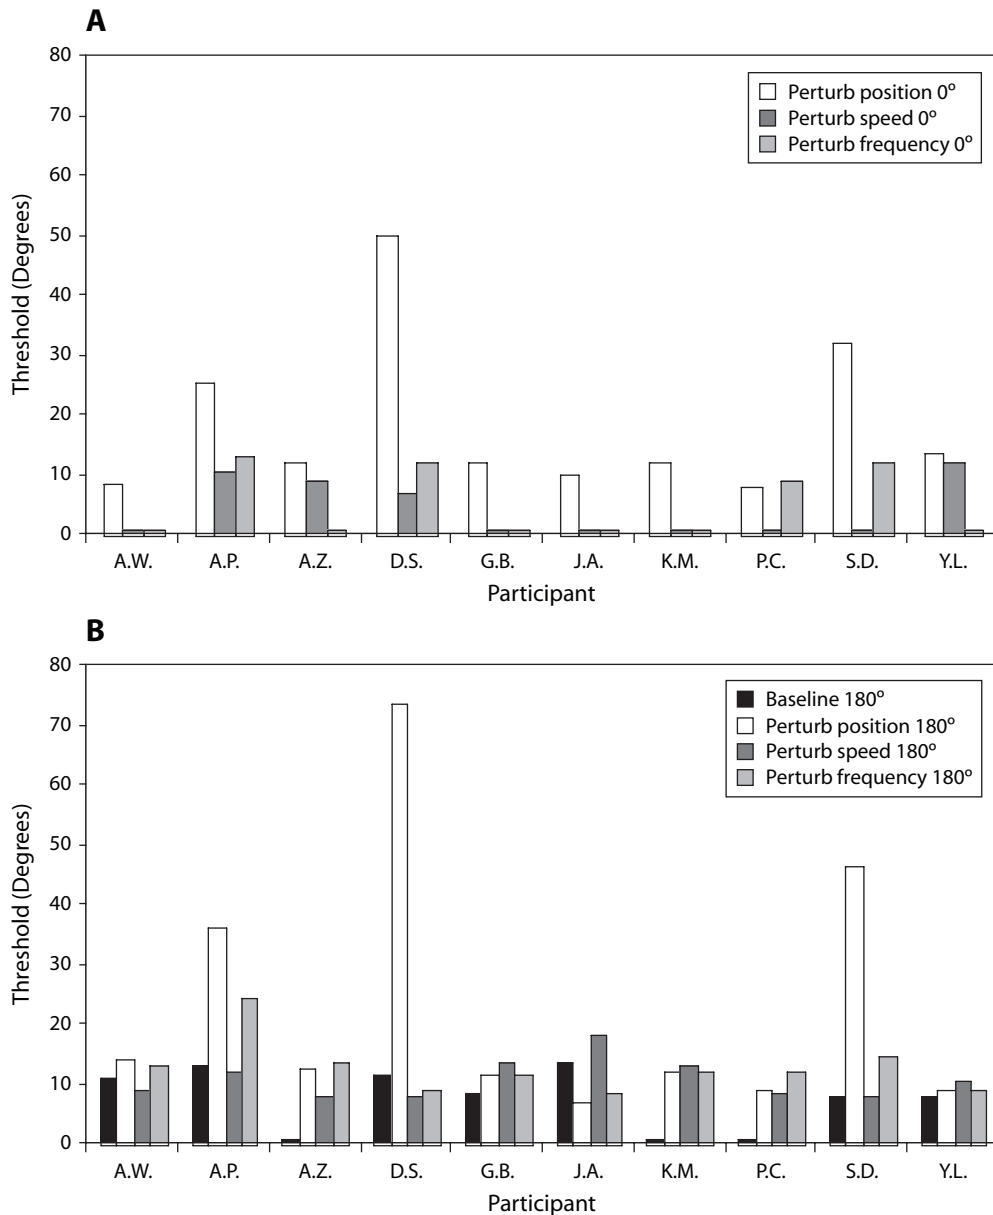 A
80
70
60
50
40
30
20
10
0
Threshold (Degrees)
Perturb position 0º
Perturb speed 0º
Perturb frequency 0º
A.W. A.P. A.Z. D.S. G.B. J.A. K.M. P.C. S.D. Y.L.
Participant
B
80
70
60
50
40
30
20
10
0
Threshold (Degrees)
Baseline 180º
Perturb position 180º
Perturb speed 180º
Perturb frequency 180º
A.W. A.P. A.Z. D.S. G.B. J.A. K.M. P.C. S.D. Y.L.
Participant